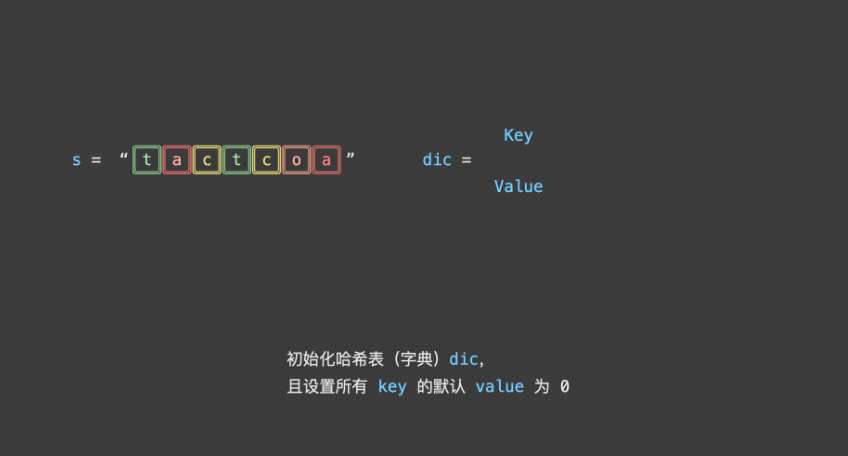 Key
s = “tactcoa” dic =
Value
初始化哈希表（字典）dic，
且设置所有 key 的默认 value 为 0